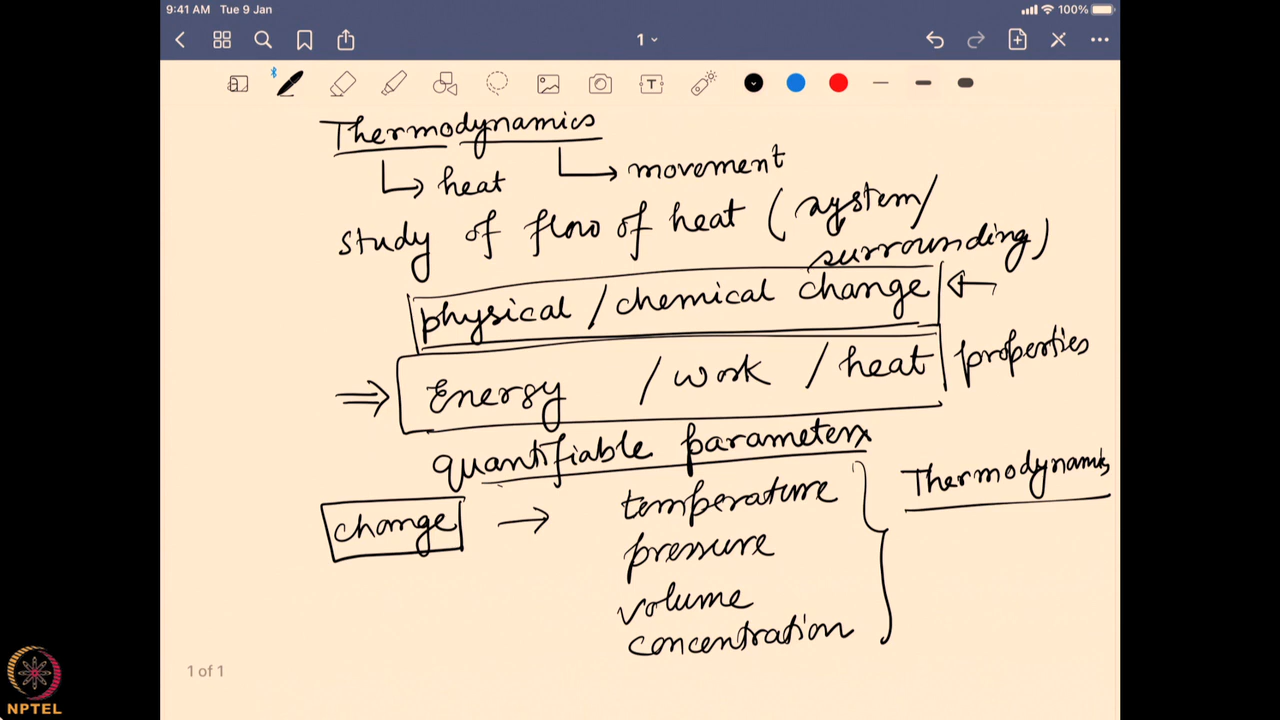 9:41 AM Tue 9 Jan
100%
1
T
Thermodynamics
heat
movement
study of flow of heat (system/
surrounding)
physical / chemical change
Energy / work / heat
properties
quantifiable parameters
change
temperature
pressure
volume
concentration
Thermodynamics
1 of 1
NPTEL